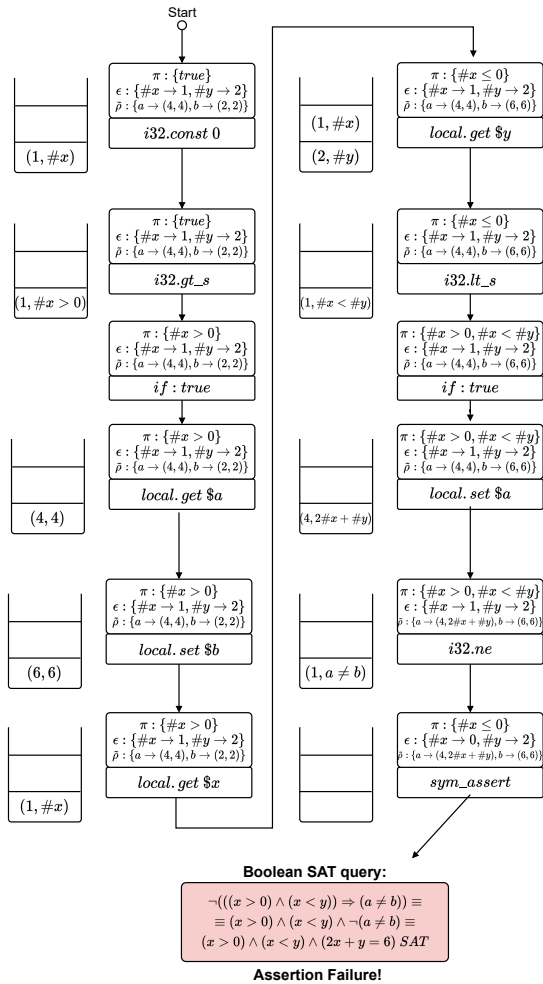 Start
π : {true}
ϵ : {#x → 1, #y → 2}
ρ̃ : {a → (4, 4), b → (2, 2)}
i32.const 0
(1, #x)
π : {true}
ϵ : {#x → 1, #y → 2}
ρ̃ : {a → (4, 4), b → (2, 2)}
i32.gt_s
(1, #x > 0)
π : {#x > 0}
ϵ : {#x → 1, #y → 2}
ρ̃ : {a → (4, 4), b → (2, 2)}
if : true
π : {#x > 0}
ϵ : {#x → 1, #y → 2}
ρ̃ : {a → (4, 4), b → (2, 2)}
local. get $a
(4, 4)
π : {#x > 0}
ϵ : {#x → 1, #y → 2}
ρ̃ : {a → (4, 4), b → (2, 2)}
local. set $b
(6, 6)
π : {#x > 0}
ϵ : {#x → 1, #y → 2}
ρ̃ : {a → (4, 4), b → (2, 2)}
local. get $x
(1, #x)
π : {#x ≤ 0}
ϵ : {#x → 1, #y → 2}
ρ̃ : {a → (4, 4), b → (6, 6)}
local. get $y
(1, #x)
(2, #y)
π : {#x ≤ 0}
ϵ : {#x → 1, #y → 2}
ρ̃ : {a → (4, 4), b → (6, 6)}
i32.lt_s
(1, #x < #y)
π : {#x > 0, #x < #y}
ϵ : {#x → 1, #y → 2}
ρ̃ : {a → (4, 4), b → (6, 6)}
if : true
π : {#x > 0, #x < #y}
ϵ : {#x → 1, #y → 2}
ρ̃ : {a → (4, 4), b → (6, 6)}
local. set $a
(4, 2#x + #y)
π : {#x > 0, #x < #y}
ϵ : {#x → 1, #y → 2}
ρ̃ : {a → (4, 2#x + #y), b → (6, 6)}
i32.ne
(1, a ≠ b)
π : {#x ≤ 0}
ϵ : {#x → 0, #y → 2}
ρ̃ : {a → (4, 2#x + #y), b → (6, 6)}
sym_assert
Boolean SAT query:
¬(((x > 0) ∧ (x < y)) ⇒ (a ≠ b)) ≡
≡ (x > 0) ∧ (x < y) ∧ ¬(a ≠ b) ≡
(x > 0) ∧ (x < y) ∧ (2x + y = 6) SAT
Assertion Failure!